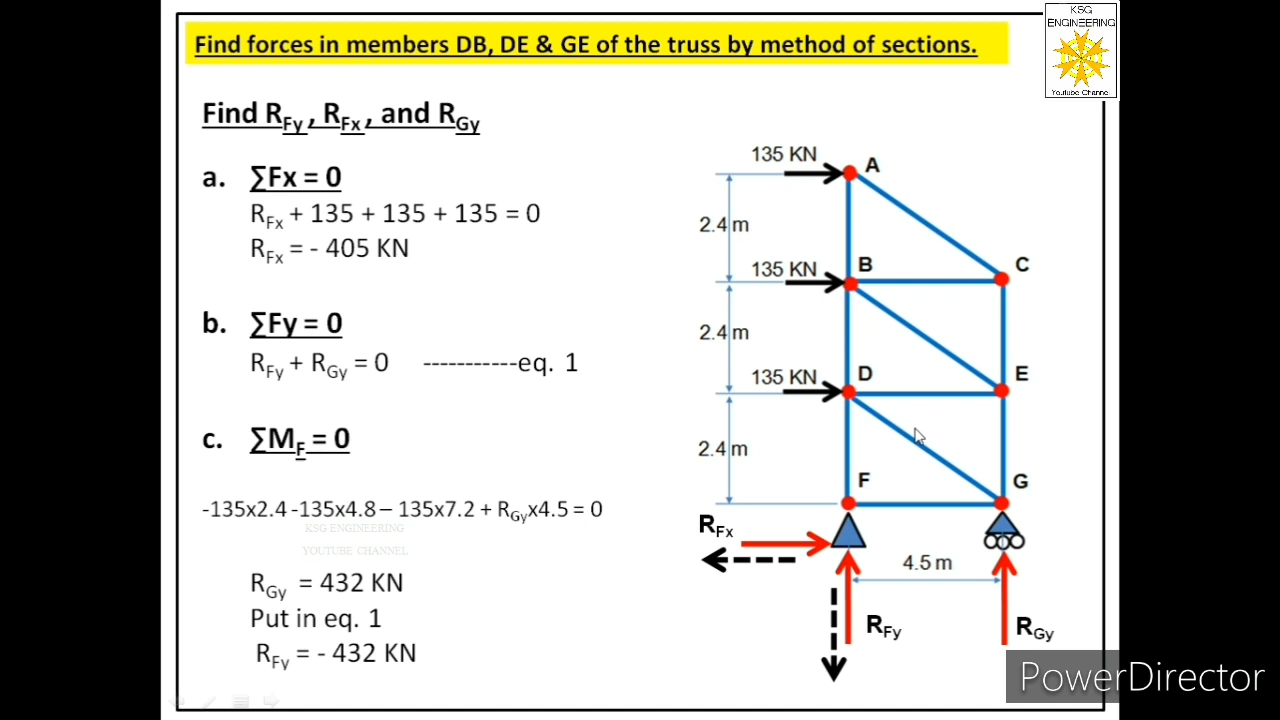 KSG
ENGINEERING
Youtube Channel
Find forces in members DB, DE & GE of the truss by method of sections.
Find RFy, RFx, and RGy
a. ∑Fx = 0
RFx + 135 + 135 + 135 = 0
RFx = - 405 KN
b. ∑Fy = 0
RFy + RGy = 0 -----------eq. 1
c. ∑MF = 0
-135x2.4 -135x4.8 – 135x7.2 + RGyx4.5 = 0
KSG ENGINEERING
YOUTUBE CHANNEL
RGy = 432 KN
Put in eq. 1
RFy = - 432 KN
135 KN
A
2.4 m
135 KN
B
C
2.4 m
135 KN
D
E
2.4 m
F
G
RFx
4.5 m
RFy
RGy
PowerDirector